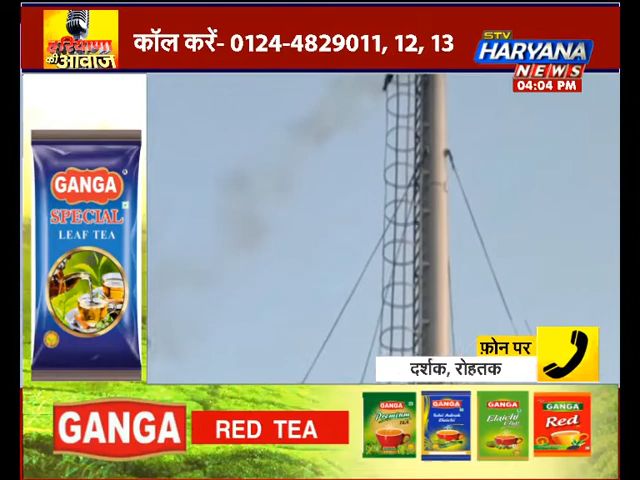 हरियाणा
की आवाज
कॉल करें- 0124-4829011, 12, 13
STV
HARYANA
NEWS
04:04 PM
GANGA
SPECIAL
LEAF TEA
फ़ोन पर
दर्शक, रोहतक
GANGA
RED TEA
GANGA
Premium
TEA
GANGA
GANGA
Elaichi
GANGA
Red